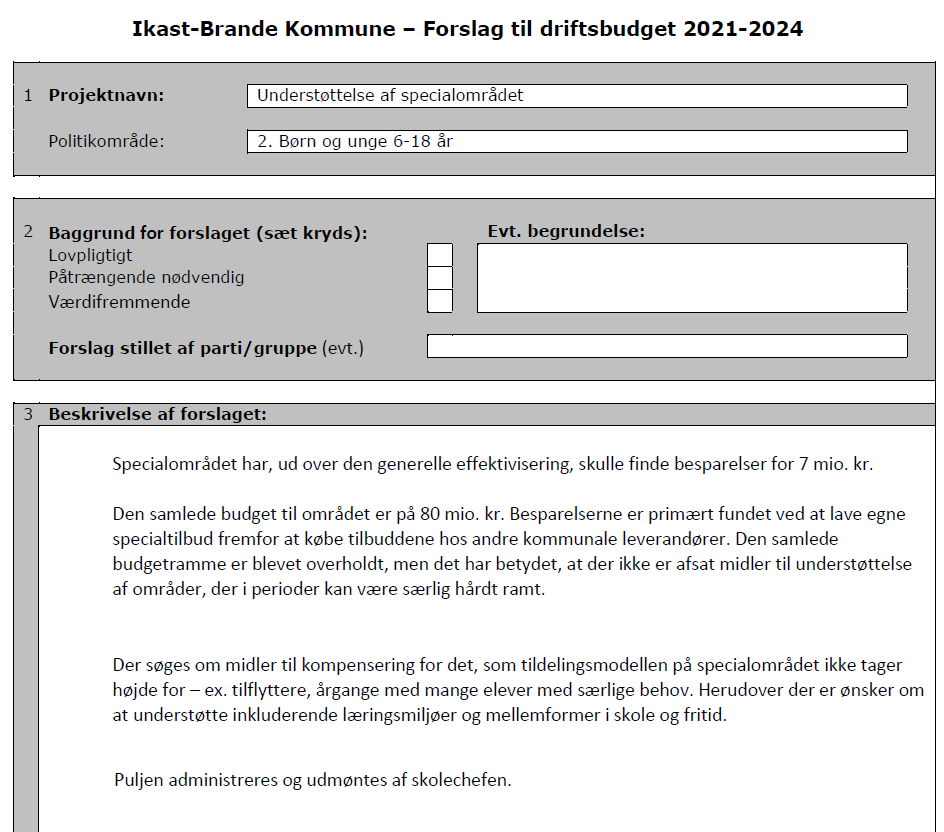 Ikast-Brande Kommune – Forslag til driftsbudget 2021-2024
1 Projektnavn: Understøttelse af specialområdet
Politikområde: 2. Børn og unge 6-18 år
2 Baggrund for forslaget (sæt kryds): Evt. begrundelse:
Lovpligtigt
Påtrængende nødvendig
Værdifremmende
Forslag stillet af parti/gruppe (evt.)
3 Beskrivelse af forslaget:
Specialområdet har, ud over den generelle effektivisering, skulle finde besparelser for 7 mio. kr.
Den samlede budget til området er på 80 mio. kr. Besparelserne er primært fundet ved at lave egne
specialtilbud fremfor at købe tilbuddene hos andre kommunale leverandører. Den samlede
budgetramme er blevet overholdt, men det har betydet, at der ikke er afsat midler til understøttelse
af områder, der i perioder kan være særlig hårdt ramt.
Der søges om midler til kompensering for det, som tildelingsmodellen på specialområdet ikke tager
højde for – ex. tilflyttere, årgange med mange elever med særlige behov. Herudover der er ønsker om
at understøtte inkluderende læringsmiljøer og mellemformer i skole og fritid.
Puljen administreres og udmøntes af skolechefen.